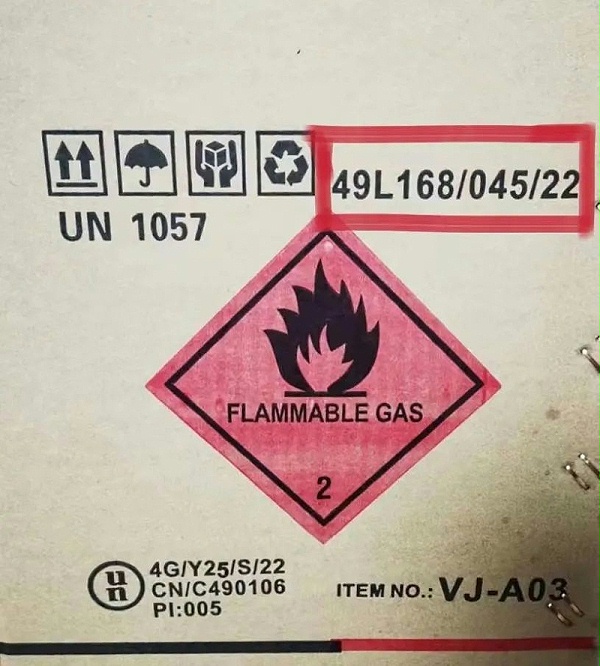 49L168/045/22
UN 1057
FLAMMABLE GAS
2
un
4G/Y25/S/22
CN/C490106
PI:005
ITEM NO.: VJ-A03